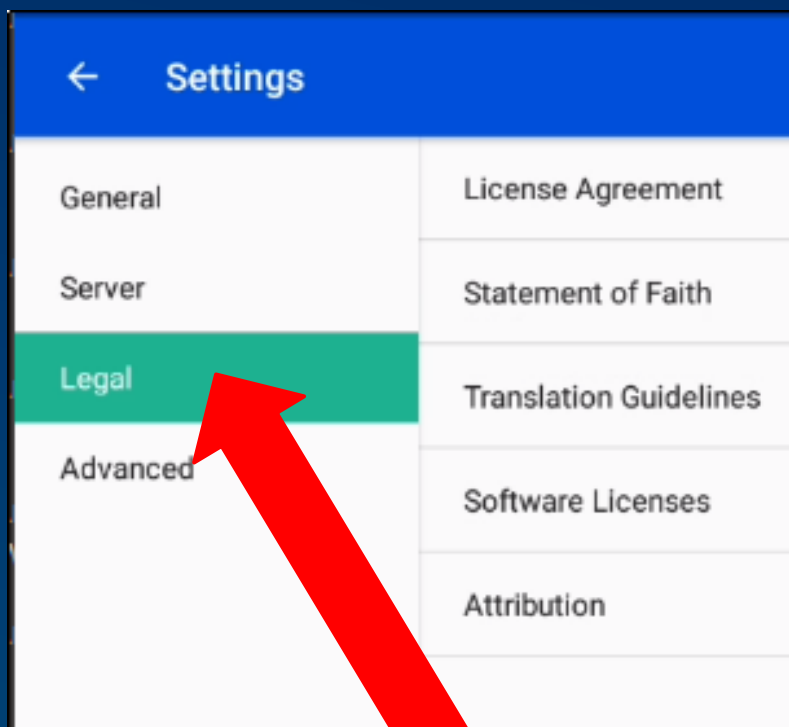 Settings
General
Server
Legal
Advanced
License Agreement
Statement of Faith
Translation Guidelines
Software Licenses
Attribution